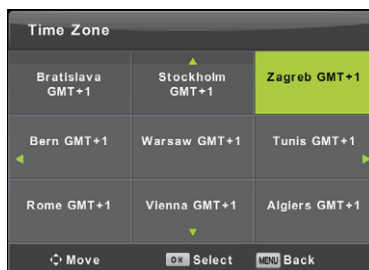 Time Zone
Bratislava
GMT+1
Stockholm
GMT+1
Zagreb GMT+1
Bern GMT+1
Warsaw GMT+1
Tunis GMT+1
Rome GMT+1
Vienna GMT+1
Algiers GMT+1
Move
OK Select
MENU Back